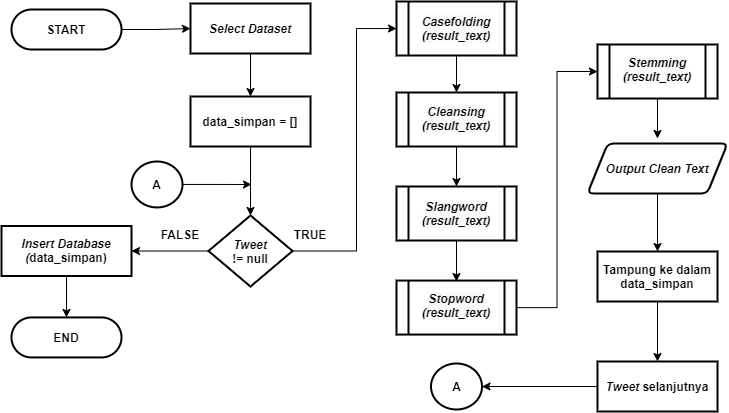 START
Select Dataset
data_simpan = []
A
Tweet
!= null
FALSE
TRUE
Insert Database
(data_simpan)
END
Casefolding
(result_text)
Cleansing
(result_text)
Slangword
(result_text)
Stopword
(result_text)
Stemming
(result_text)
Output Clean Text
Tampung ke dalam
data_simpan
Tweet selanjutnya
A